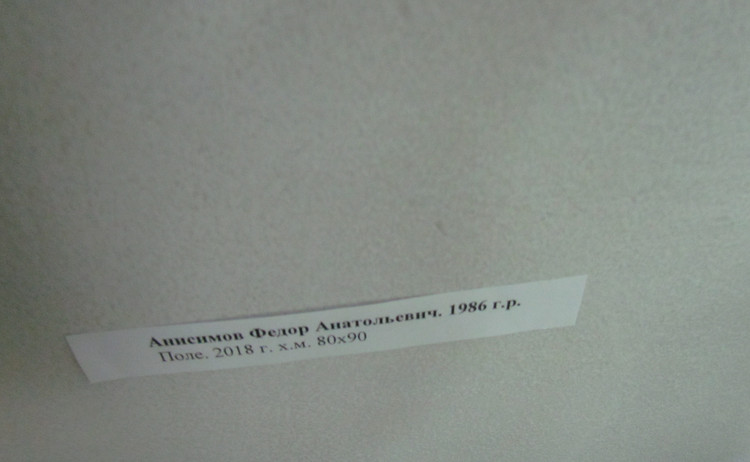 Анисимов Федор Анатольевич. 1986 г.р.
Поле. 2018 г. х.м. 80х90